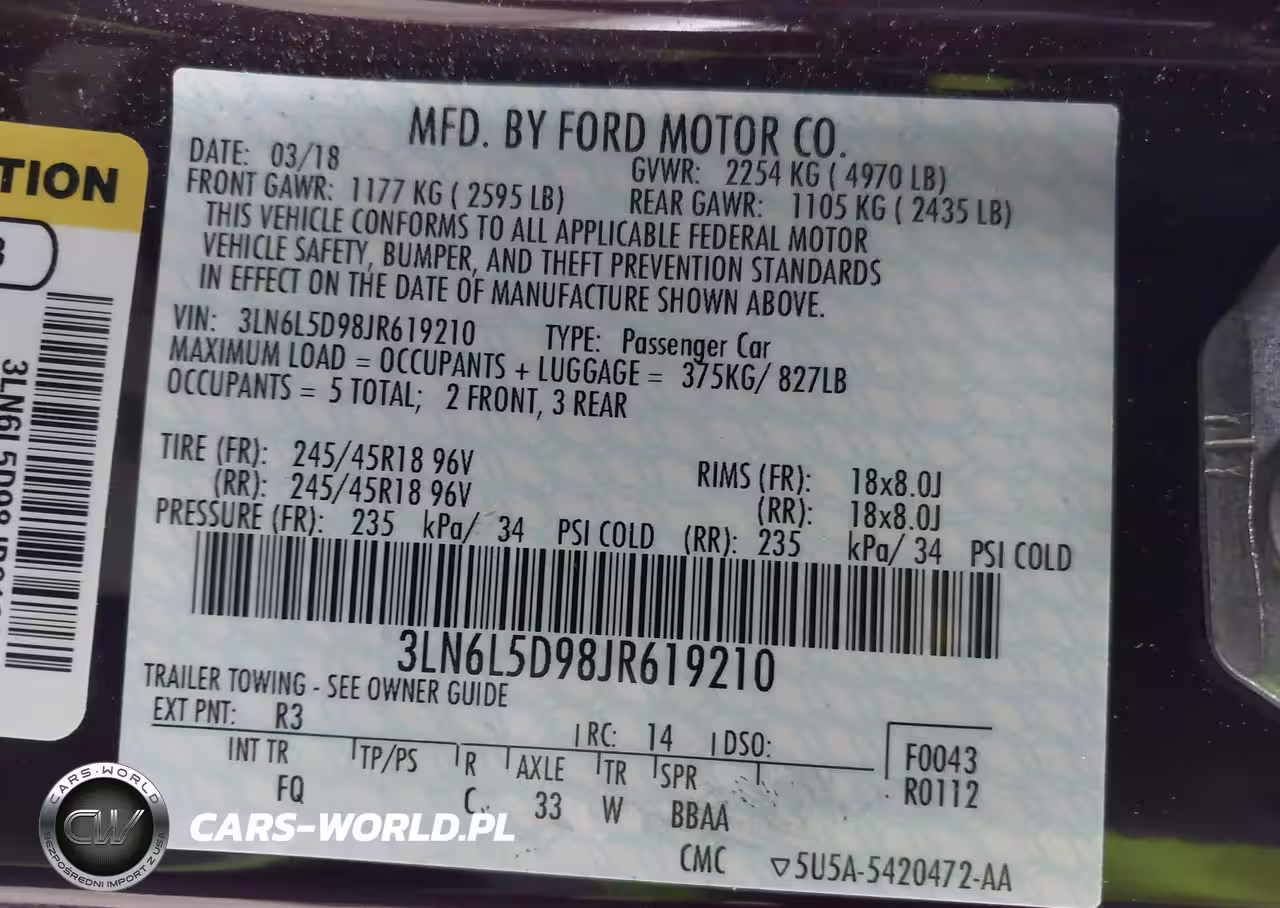 MFD. BY FORD MOTOR CO.
DATE: 03/18 GVWR: 2254 KG ( 4970 LB)
FRONT GAWR: 1177 KG ( 2595 LB) REAR GAWR: 1105 KG ( 2435 LB)
THIS VEHICLE CONFORMS TO ALL APPLICABLE FEDERAL MOTOR
VEHICLE SAFETY, BUMPER, AND THEFT PREVENTION STANDARDS
IN EFFECT ON THE DATE OF MANUFACTURE SHOWN ABOVE.
VIN: 3LN6L5D98JR619210 TYPE: Passenger Car
MAXIMUM LOAD = OCCUPANTS + LUGGAGE = 375KG/ 827LB
OCCUPANTS = 5 TOTAL; 2 FRONT, 3 REAR
TIRE (FR): 245/45R18 96V RIMS (FR): 18x8.0J
(RR): 245/45R18 96V (RR): 18x8.0J
PRESSURE (FR): 235 kPa/ 34 PSI COLD (RR): 235 kPa/ 34 PSI COLD
3LN6L5D98JR619210
TRAILER TOWING - SEE OWNER GUIDE
EXT PNT: R3 RC: 14 DSO:
INT TR TP/PS R AXLE TR SPR F0043
FQ C. 33 W BBAA R0112
CMC ▽5U5A-5420472-AA
TION
CARS-WORLD
CW
BEZPOŚREDNI IMPORT Z USA
CARS-WORLD.PL